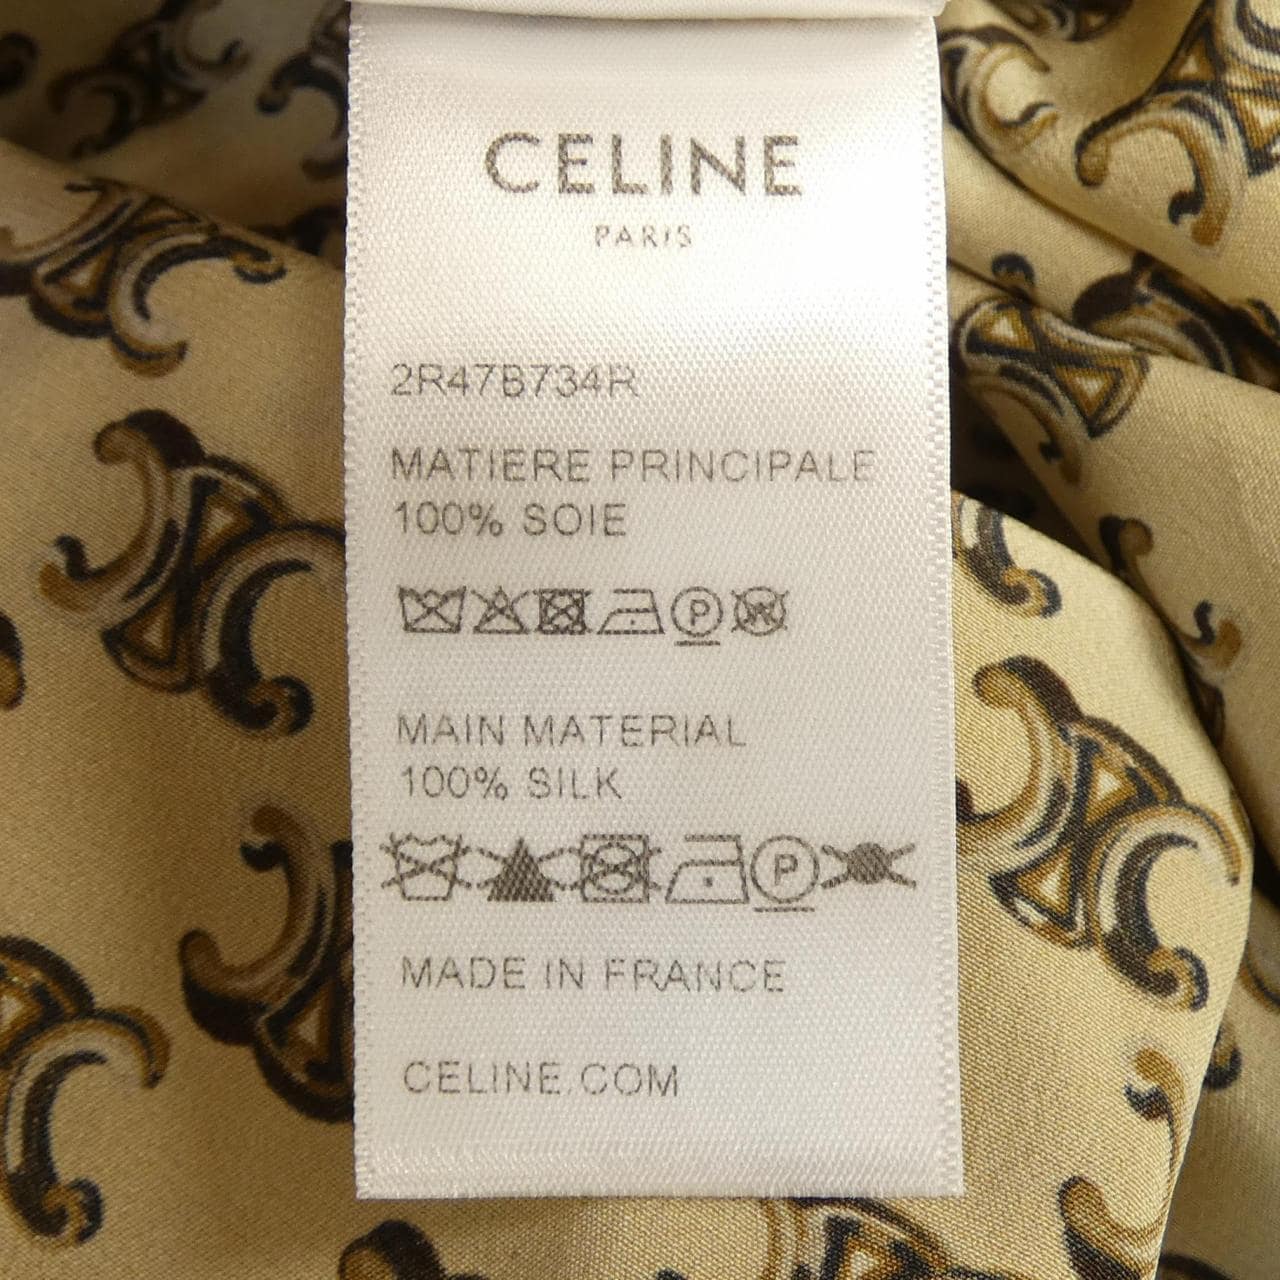 CELINE
PARIS
2R47B734R
MATIERE PRINCIPALE
100% SOIE
P W
MAIN MATERIAL
100% SILK
P
MADE IN FRANCE
CELINE.COM